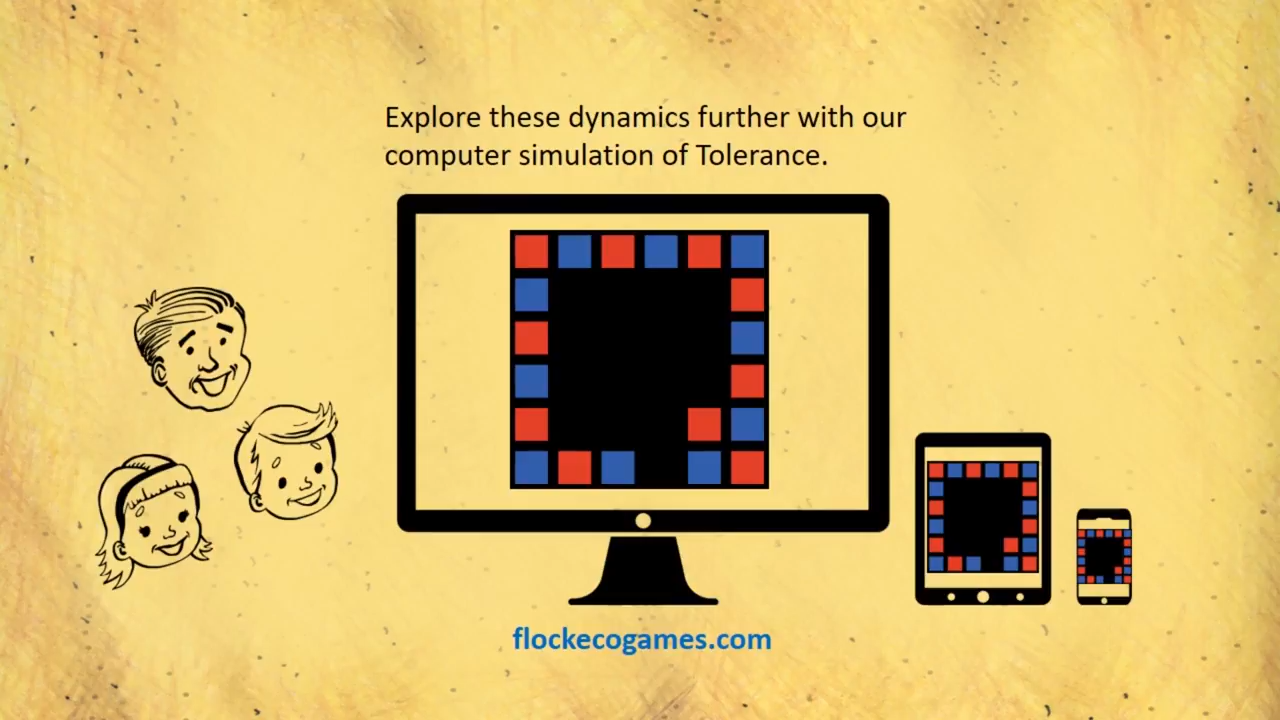 Explore these dynamics further with our
computer simulation of Tolerance.
flockecogames.com